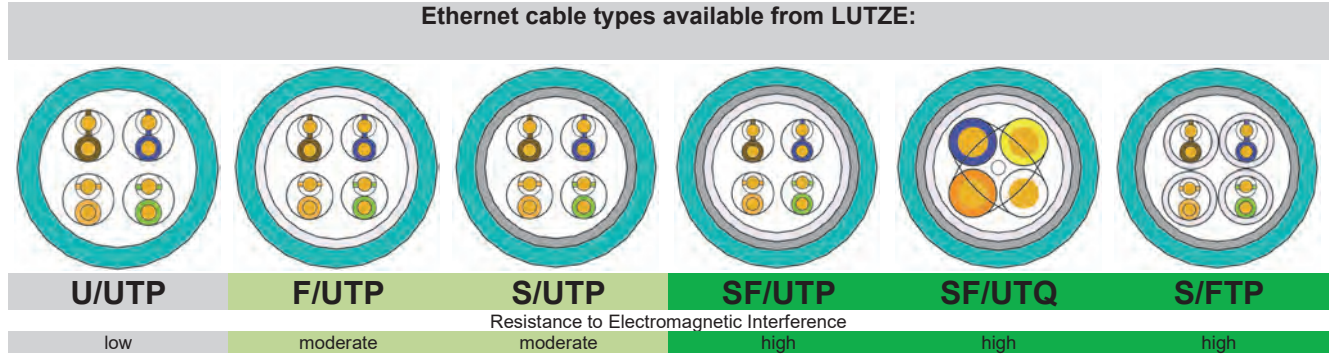 Ethernet cable types available from LUTZE:
U/UTP F/UTP S/UTP SF/UTP SF/UTQ S/FTP
Resistance to Electromagnetic Interference
low moderate moderate high high high